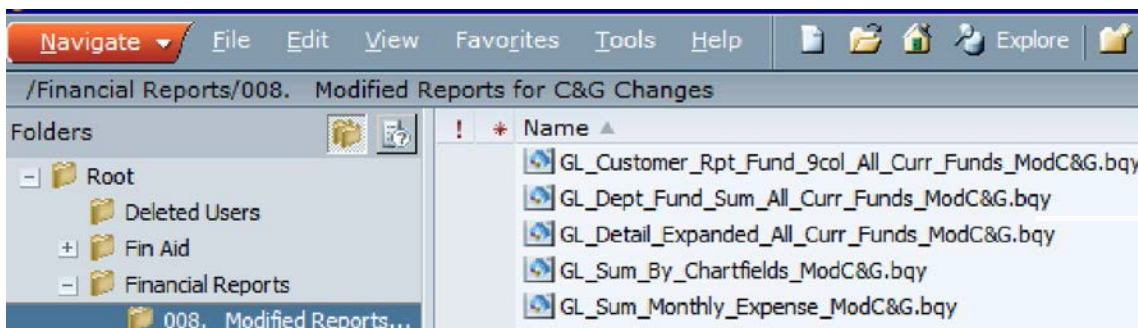 Navigate File Edit View Favorites Tools Help Explore
/Financial Reports/008. Modified Reports for C&G Changes
Folders ! * Name
Root
Deleted Users
Fin Aid
Financial Reports
008. Modified Reports...
GL_Customer_Rpt_Fund_9col_All_Curr_Funds_ModC&G.bqy
GL_Dept_Fund_Sum_All_Curr_Funds_ModC&G.bqy
GL_Detail_Expanded_All_Curr_Funds_ModC&G.bqy
GL_Sum_By_Chartfields_ModC&G.bqy
GL_Sum_Monthly_Expense_ModC&G.bqy